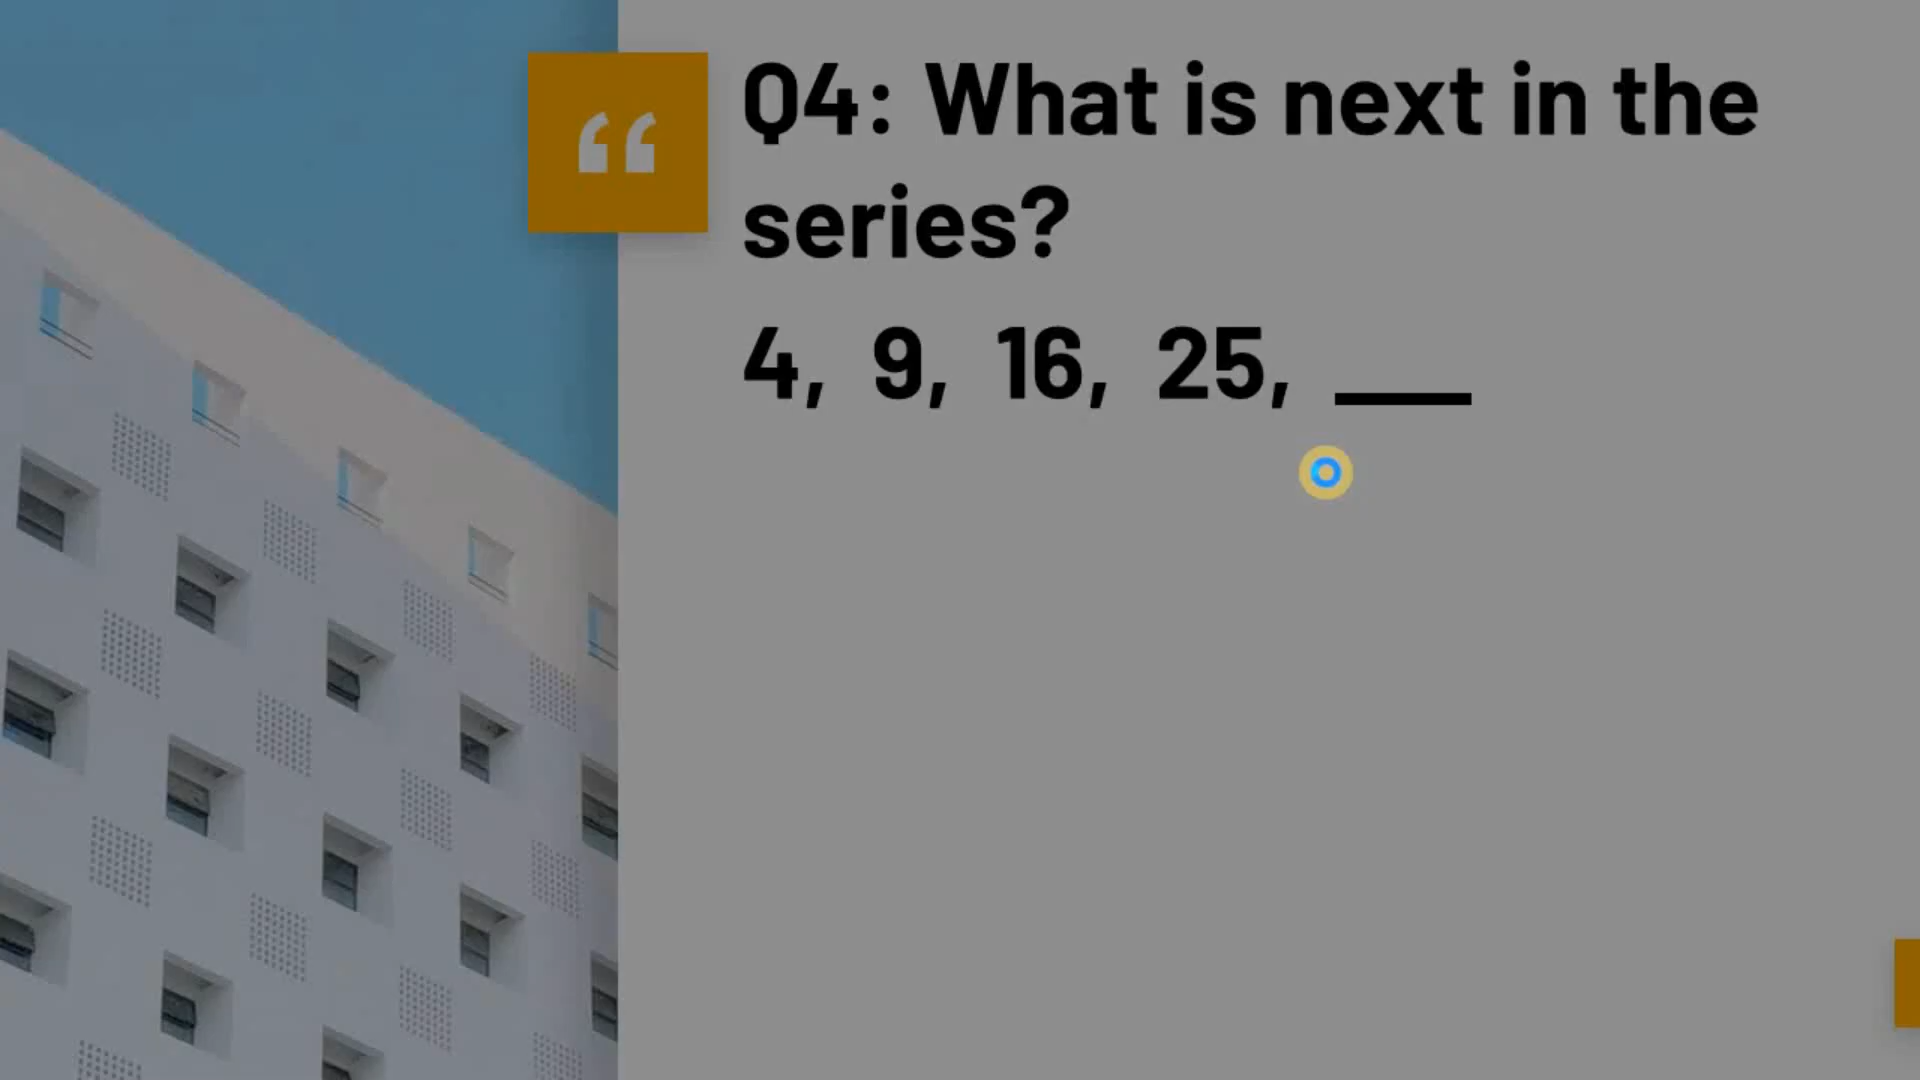 “
Q4: What is next in the
series?
4, 9, 16, 25, ___